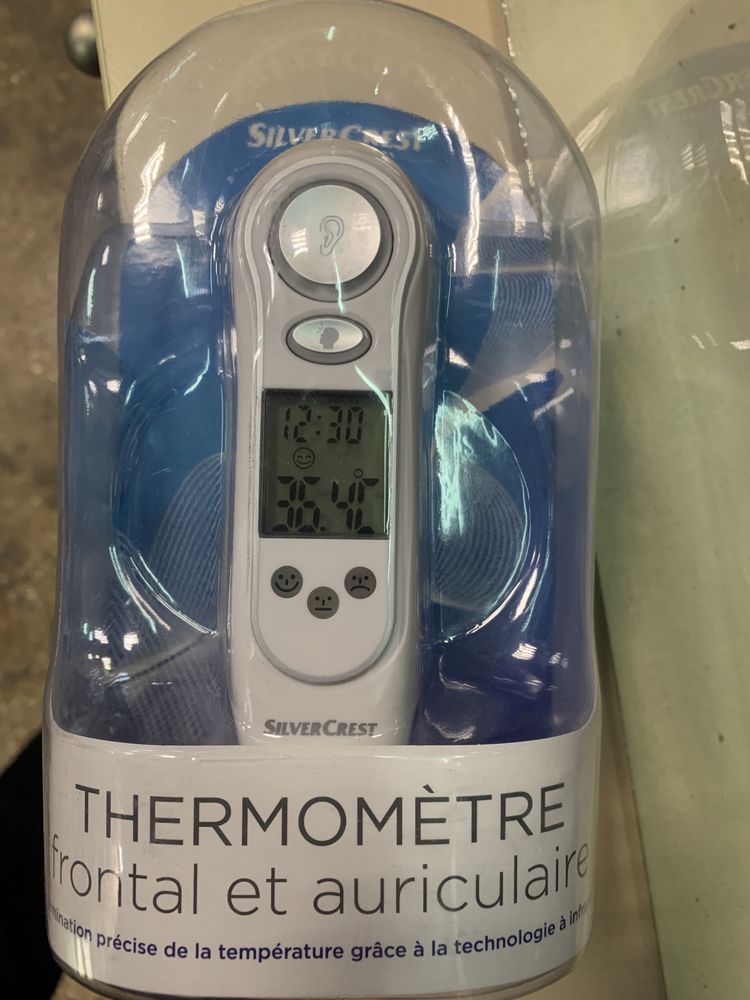 SILVERCREST
12:30
36.4°C
SILVERCREST
THERMOMÈTRE
frontal et auriculaire
précise de la température grâce à la technologie à